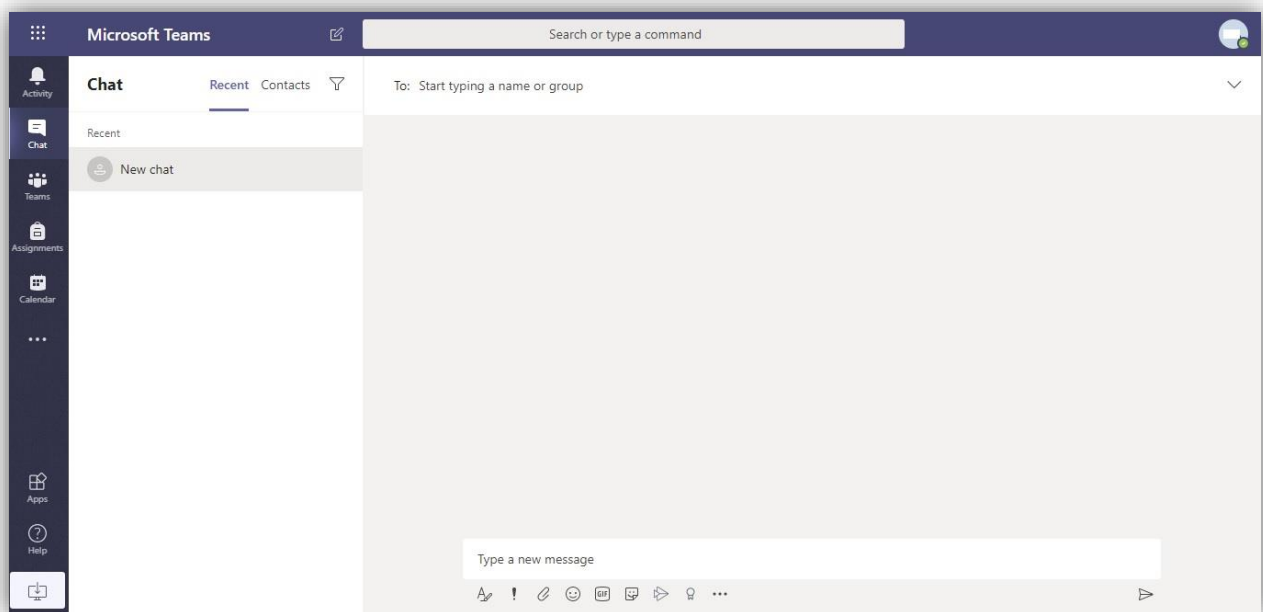 Microsoft Teams
Search or type a command
Activity
Chat
Teams
Assignments
Calendar
Apps
Help
Chat
Recent Contacts
Recent
New chat
To: Start typing a name or group
Type a new message
GIF